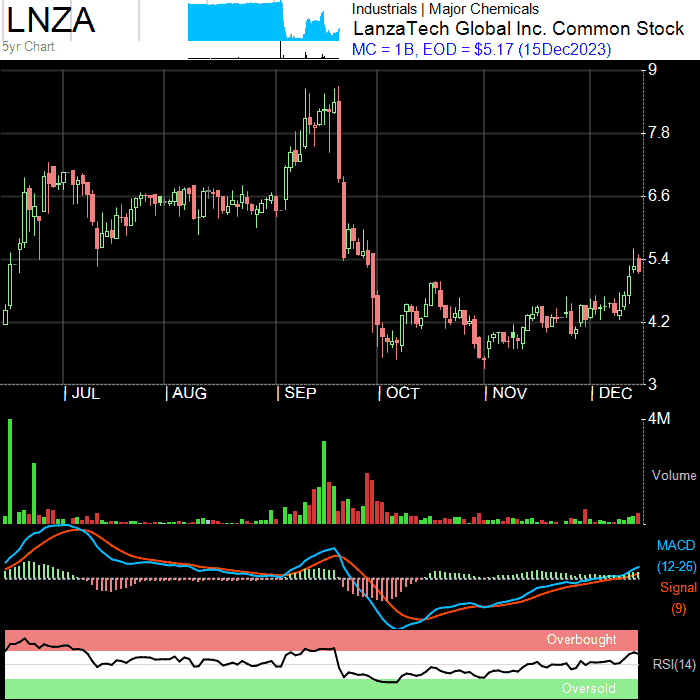 LNZA
5yr Chart
Industrials | Major Chemicals
LanzaTech Global Inc. Common Stock
MC = 1B, EOD = $5.17 (15Dec2023)
9
7.8
6.6
5.4
4.2
3
| JUL | AUG | SEP | OCT | NOV | DEC
4M
Volume
MACD
(12-26)
Signal
(9)
Overbought
RSI(14)
Oversold